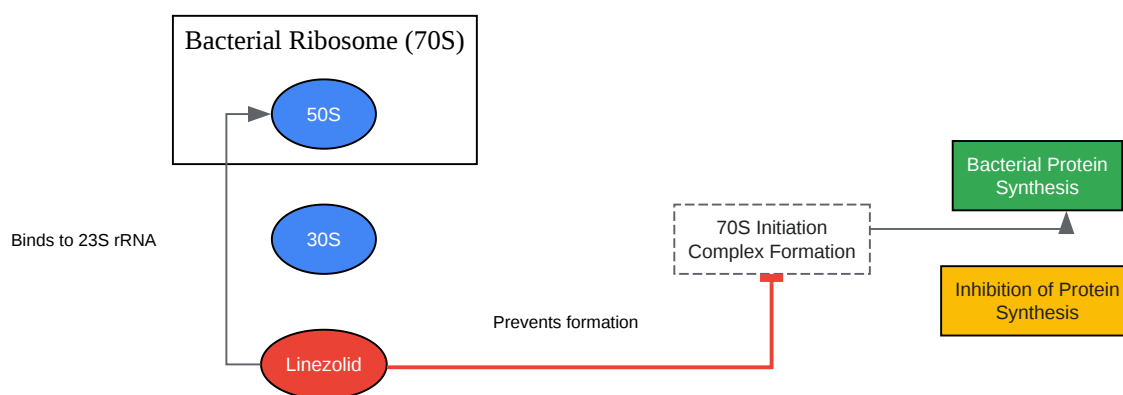 Bacterial Ribosome (70S)
50S
Bacterial Protein
Synthesis
Binds to 23S rRNA
30S
70S Initiation
Complex Formation
Inhibition of Protein
Synthesis
Prevents formation
Linezolid